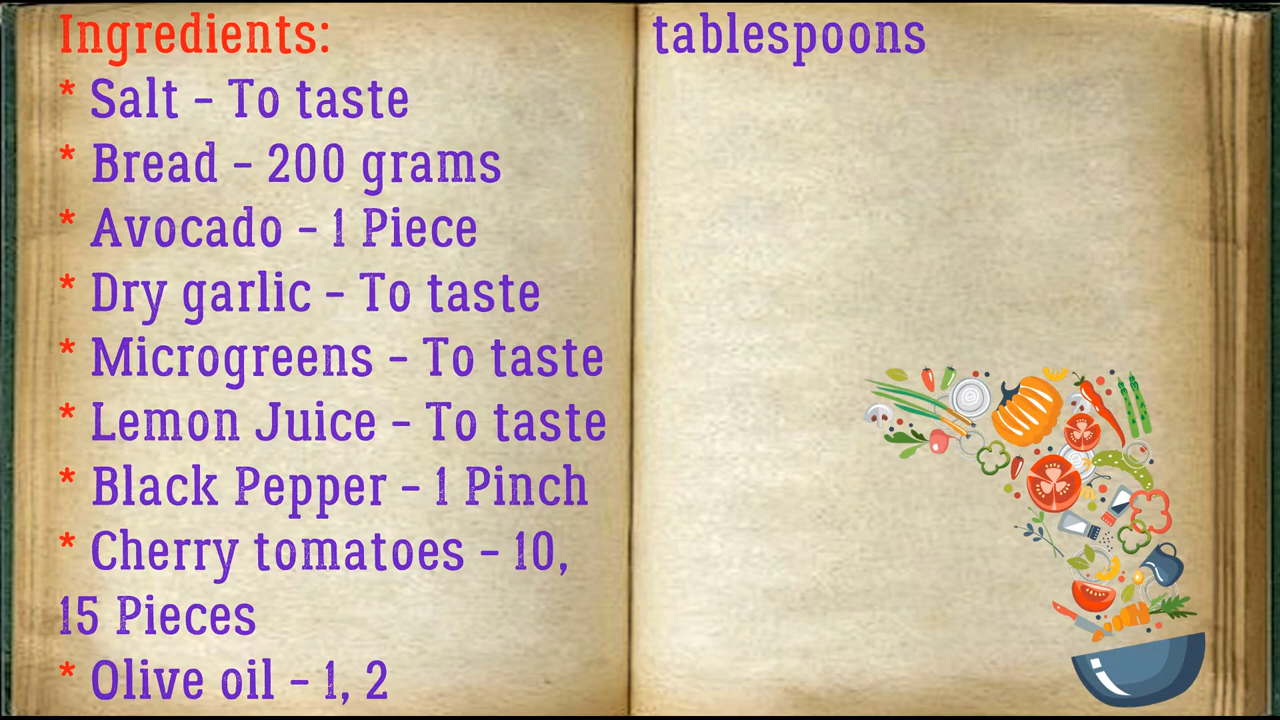 Ingredients:
* Salt - To taste
* Bread - 200 grams
* Avocado - 1 Piece
* Dry garlic - To taste
* Microgreens - To taste
* Lemon Juice - To taste
* Black Pepper - 1 Pinch
* Cherry tomatoes - 10,
15 Pieces
* Olive oil - 1, 2
tablespoons